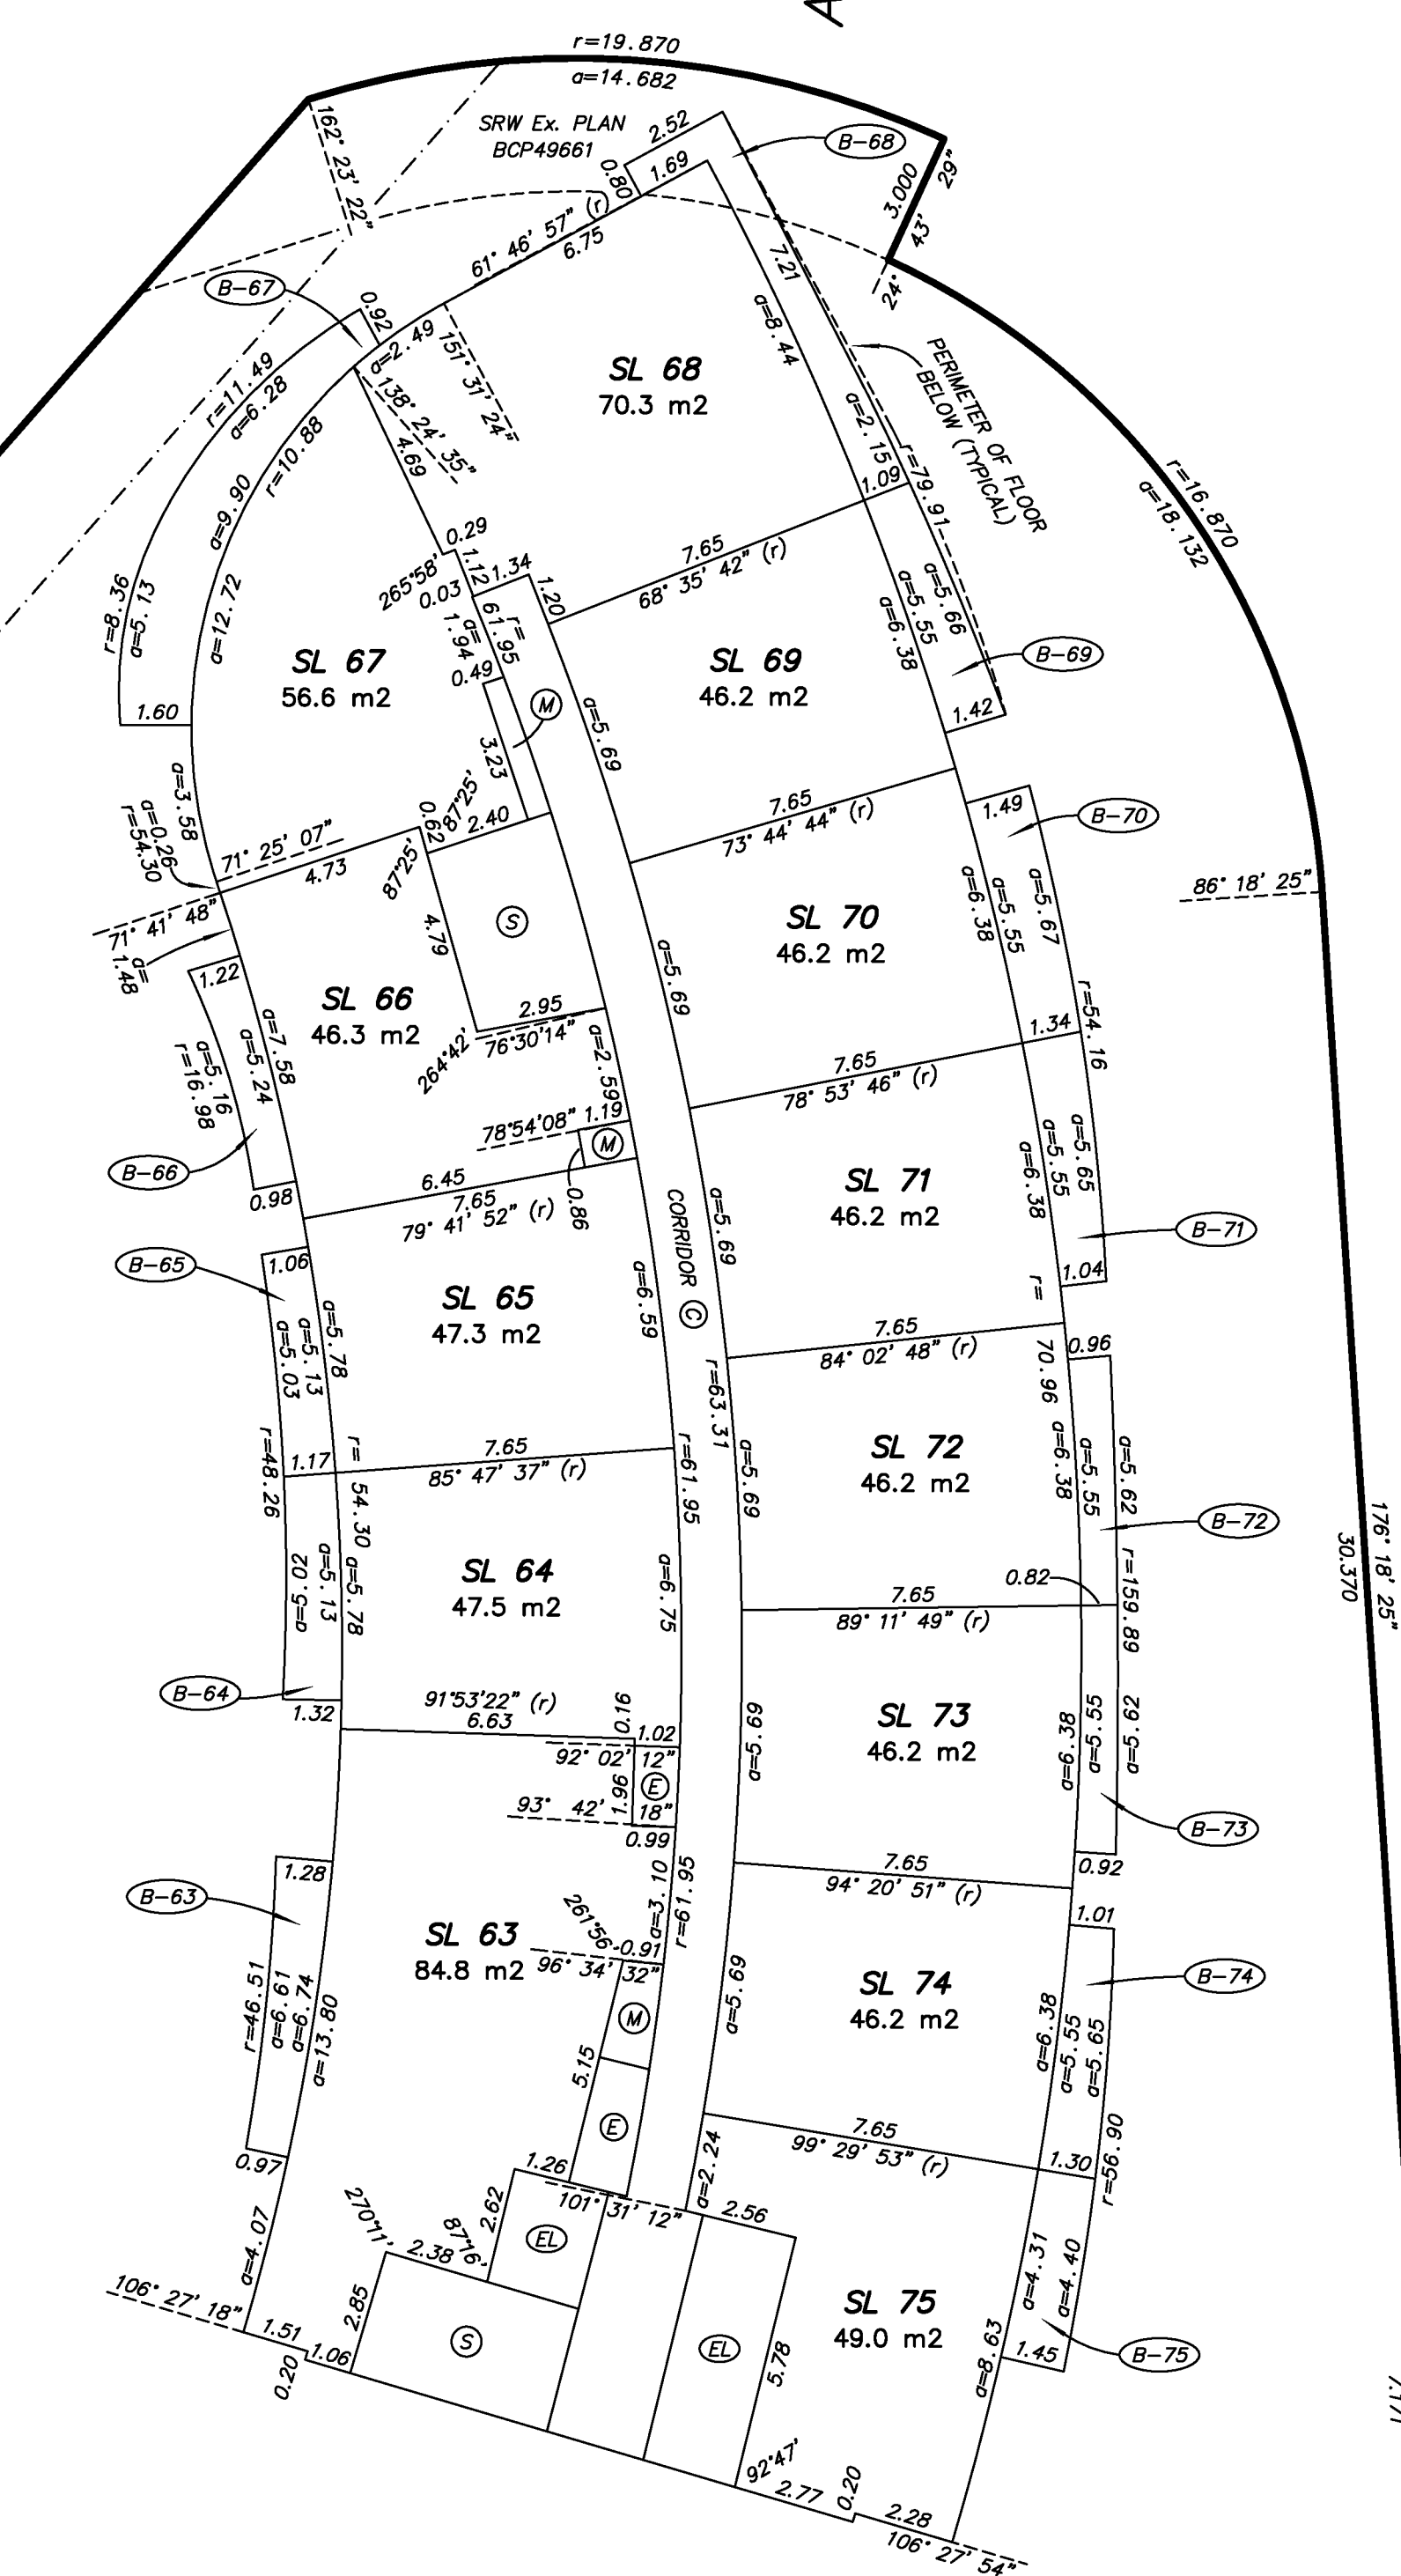 A
r=19.870
a=14.682
SRW Ex. PLAN
BCP49661
162° 23' 22"
2.52
B-68
0.80
1.69
3.000
29"
43'
24°
61° 46' 57" (r)
6.75
7.21
B-67
0.92
a=2.49
151° 31' 24"
a=8.44
SL 68
70.3 m2
PERIMETER OF FLOOR
BELOW (TYPICAL)
r=11.49
a=6.28
138° 24' 35"
4.69
r=10.88
a=9.90
a=2.15
r=79.91
1.09
r=16.870
a=18.132
0.29
1.12
1.34
1.20
265°58'
0.03
7.65
68° 35' 42" (r)
r=8.36
a=5.13
a=12.72
r=
61.95
a=
1.94
0.49
a=5.66
a=5.55
a=6.38
SL 67
56.6 m2
SL 69
46.2 m2
B-69
M
1.60
1.42
3.23
a=5.69
a=3.58
a=0.26
r=54.30
87°25'
0.62
2.40
7.65
73° 44' 44" (r)
1.49
B-70
71° 25' 07"
4.73
87°25'
86° 18' 25"
71° 41' 48"
a=
1.48
4.79
S
SL 70
46.2 m2
a=6.38
a=5.55
a=5.67
1.22
SL 66
46.3 m2
a=5.69
r=54.16
2.95
76°30'14"
264°42'
1.34
a=7.58
a=5.24
a=5.16
r=16.98
a=2.59
7.65
78° 53' 46" (r)
78°54'08"
1.19
M
B-66
0.98
6.45
7.65
79° 41' 52" (r)
0.86
CORRIDOR C
a=5.69
SL 71
46.2 m2
a=6.38
a=5.55
a=5.65
B-71
B-65
1.06
1.04
SL 65
47.3 m2
a=6.59
r=
70.96
a=5.78
a=5.13
a=5.03
7.65
84° 02' 48" (r)
0.96
r=63.31
r=48.26
1.17
r=
54.30
7.65
85° 47' 37" (r)
r=61.95
a=5.69
SL 72
46.2 m2
a=6.38
a=5.55
a=5.62
B-72
176° 18' 25"
30.370
SL 64
47.5 m2
a=5.02
a=5.13
a=5.78
a=6.75
7.65
89° 11' 49" (r)
0.82
r=159.89
B-64
1.32
91°53'22" (r)
6.63
0.16
1.02
92° 02' 12"
E
1.96
93° 42' 18"
0.99
a=5.69
SL 73
46.2 m2
a=6.38
a=5.55
a=5.62
B-73
1.28
B-63
a=3.10
r=61.95
7.65
94° 20' 51" (r)
0.92
1.01
SL 63
84.8 m2
261°56'
0.91
96° 34' 32"
M
r=46.51
a=6.61
a=6.74
a=13.80
5.15
E
a=5.69
SL 74
46.2 m2
a=6.38
a=5.55
a=5.65
B-74
0.97
1.26
101° 31' 12"
a=2.24
2.56
7.65
99° 29' 53" (r)
1.30
r=56.90
270°11'
2.62
87°16'
2.38
EL
a=4.07
106° 27' 18"
1.51
0.20
1.06
2.85
S
EL
5.78
SL 75
49.0 m2
a=4.31
a=4.40
a=8.63
1.45
B-75
7.171
92°47'
2.77
0.20
2.28
106° 27' 54"